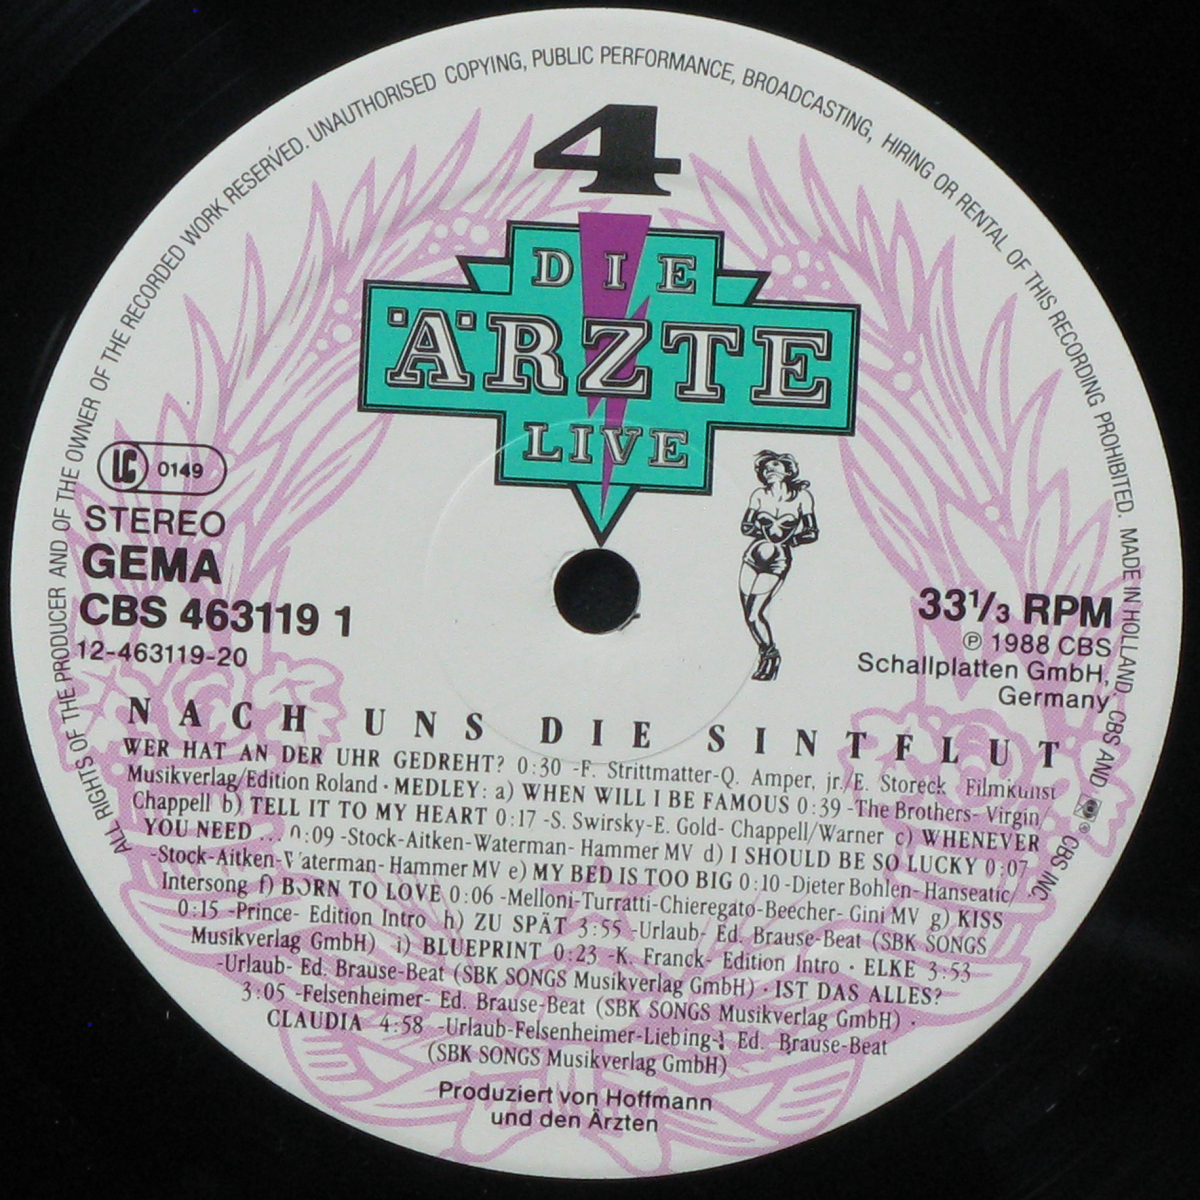 ALL RIGHTS OF THE PRODUCER AND OF THE OWNER OF THE RECORDED WORK RESERVED. UNAUTHORISED COPYING, PUBLIC PERFORMANCE, BROADCASTING, HIRING OR RENTAL OF THIS RECORDING PROHIBITED. MADE IN HOLLAND. CBS AND ® CBS INC.
4
DIE
ÄRZTE
LIVE
LC 0149
STEREO
GEMA
CBS 463119 1
12-463119-20
33⅓ RPM
℗ 1988 CBS
Schallplatten GmbH,
Germany
NACH UNS DIE SINTFLUT
WER HAT AN DER UHR GEDREHT? 0:30 -F. Strittmatter-Q. Amper, jr./E. Storeck Filmkunst
Musikverlag/Edition Roland · MEDLEY: a) WHEN WILL I BE FAMOUS 0:39 -The Brothers- Virgin/
Chappell b) TELL IT TO MY HEART 0:17 -S. Swirsky-E. Gold- Chappell/Warner c) WHENEVER
YOU NEED ... 0:09 -Stock-Aitken-Waterman- Hammer MV d) I SHOULD BE SO LUCKY 0:07
-Stock-Aitken-Waterman- Hammer MV e) MY BED IS TOO BIG 0:10 -Dieter Bohlen- Hanseatic/
Intersong f) BORN TO LOVE 0:06 -Melloni-Turratti-Chieregato-Beecher- Gini MV g) KISS
0:15 -Prince- Edition Intro h) ZU SPÄT 3:55 -Urlaub- Ed. Brause-Beat (SBK SONGS
Musikverlag GmbH) i) BLUEPRINT 0:23 -K. Franck- Edition Intro · ELKE 3:53
-Urlaub- Ed. Brause-Beat (SBK SONGS Musikverlag GmbH) · IST DAS ALLES?
3:05 -Felsenheimer- Ed. Brause-Beat (SBK SONGS Musikverlag GmbH) ·
CLAUDIA 4:58 -Urlaub-Felsenheimer-Liebing- Ed. Brause-Beat
(SBK SONGS Musikverlag GmbH)
Produziert von Hoffmann
und den Ärzten